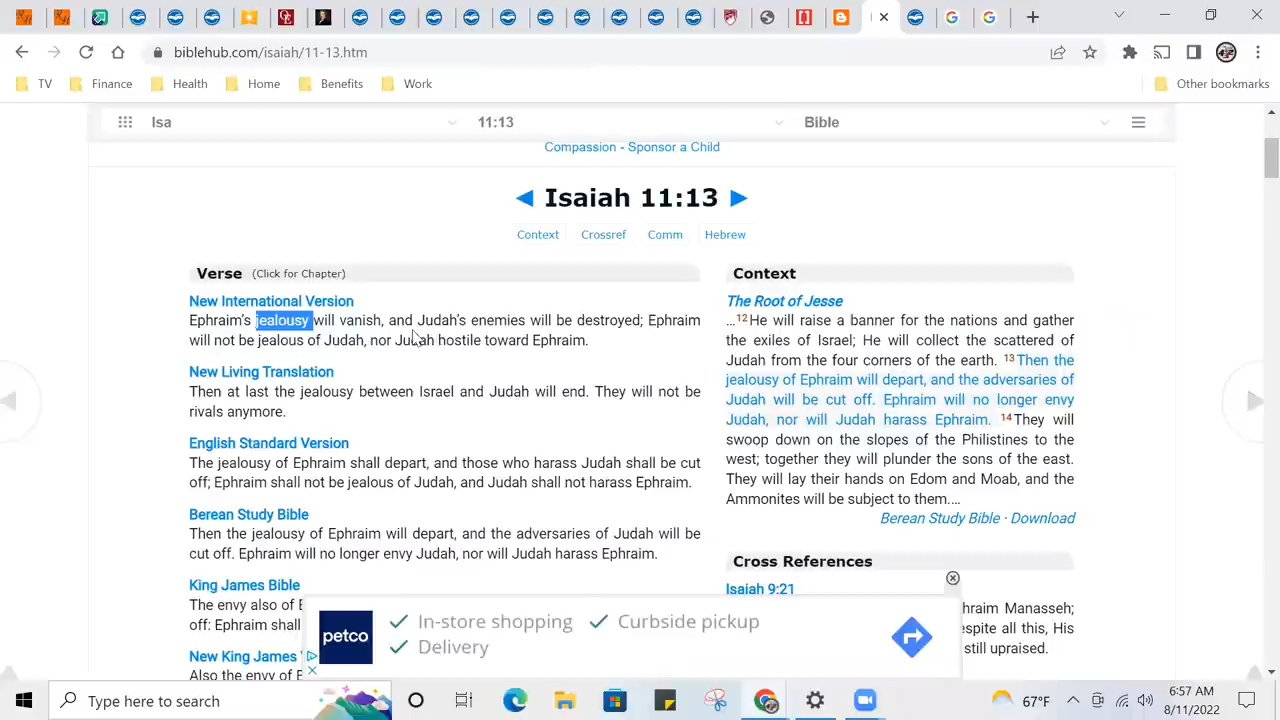 biblehub.com/isaiah/11-13.htm
TV
Finance
Health
Home
Benefits
Work
Other bookmarks
Isa
11:13
Bible
Compassion - Sponsor a Child
Isaiah 11:13
Context
Crossref
Comm
Hebrew
Verse (Click for Chapter)
New International Version
Ephraim's jealousy will vanish, and Judah's enemies will be destroyed; Ephraim
will not be jealous of Judah, nor Judah hostile toward Ephraim.
New Living Translation
Then at last the jealousy between Israel and Judah will end. They will not be
rivals anymore.
English Standard Version
The jealousy of Ephraim shall depart, and those who harass Judah shall be cut
off; Ephraim shall not be jealous of Judah, and Judah shall not harass Ephraim.
Berean Study Bible
Then the jealousy of Ephraim will depart, and the adversaries of Judah will be
cut off. Ephraim will no longer envy Judah, nor will Judah harass Ephraim.
King James Bible
The envy also of E
off: Ephraim shall
New King James V
Also the envy of E
Context
The Root of Jesse
…12He will raise a banner for the nations and gather
the exiles of Israel; He will collect the scattered of
Judah from the four corners of the earth. 13Then the
jealousy of Ephraim will depart, and the adversaries of
Judah will be cut off. Ephraim will no longer envy
Judah, nor will Judah harass Ephraim. 14They will
swoop down on the slopes of the Philistines to the
west; together they will plunder the sons of the east.
They will lay their hands on Edom and Moab, and the
Ammonites will be subject to them.…
Berean Study Bible · Download
Cross References
Isaiah 9:21
hraim Manasseh;
espite all this, His
still upraised.
petco
In-store shopping
Curbside pickup
Delivery
Type here to search
67°F
6:57 AM
8/11/2022